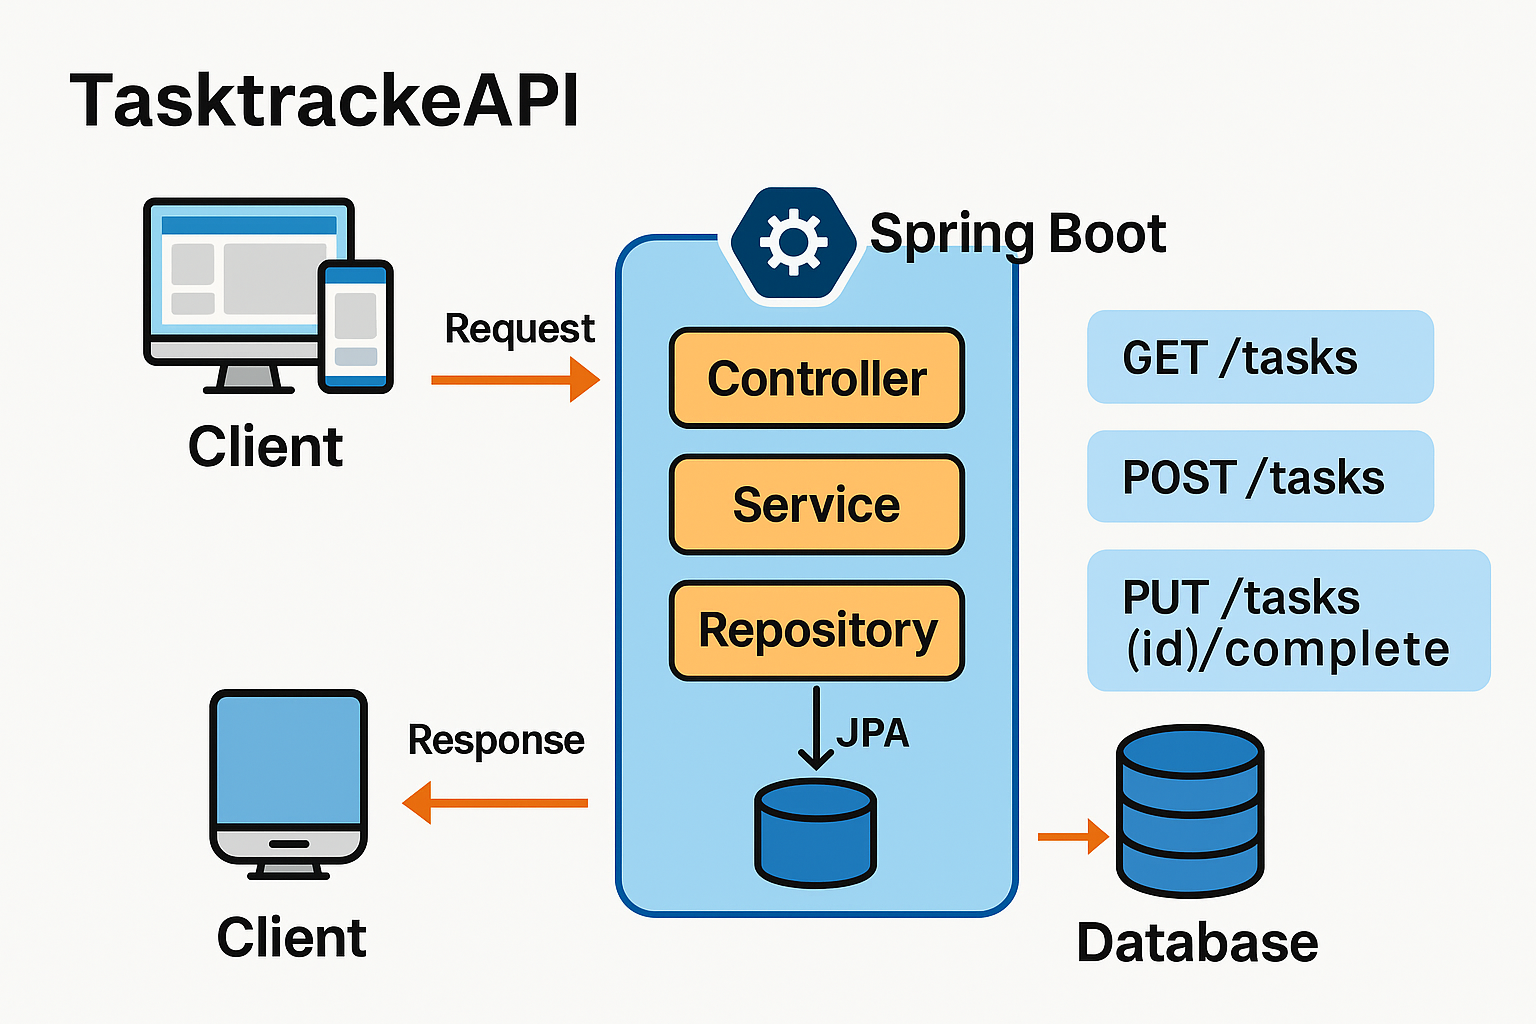 TasktrackeAPI
Spring Boot
Request
Client
Controller
Service
Repository
JPA
GET /tasks
POST /tasks
PUT /tasks
(id)/complete
Response
Client
Database